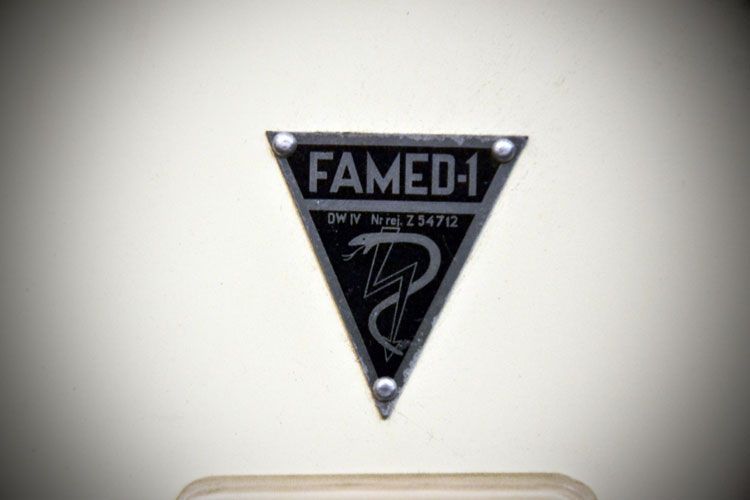 FAMED-1
DW IV Nr rej. Z 54712